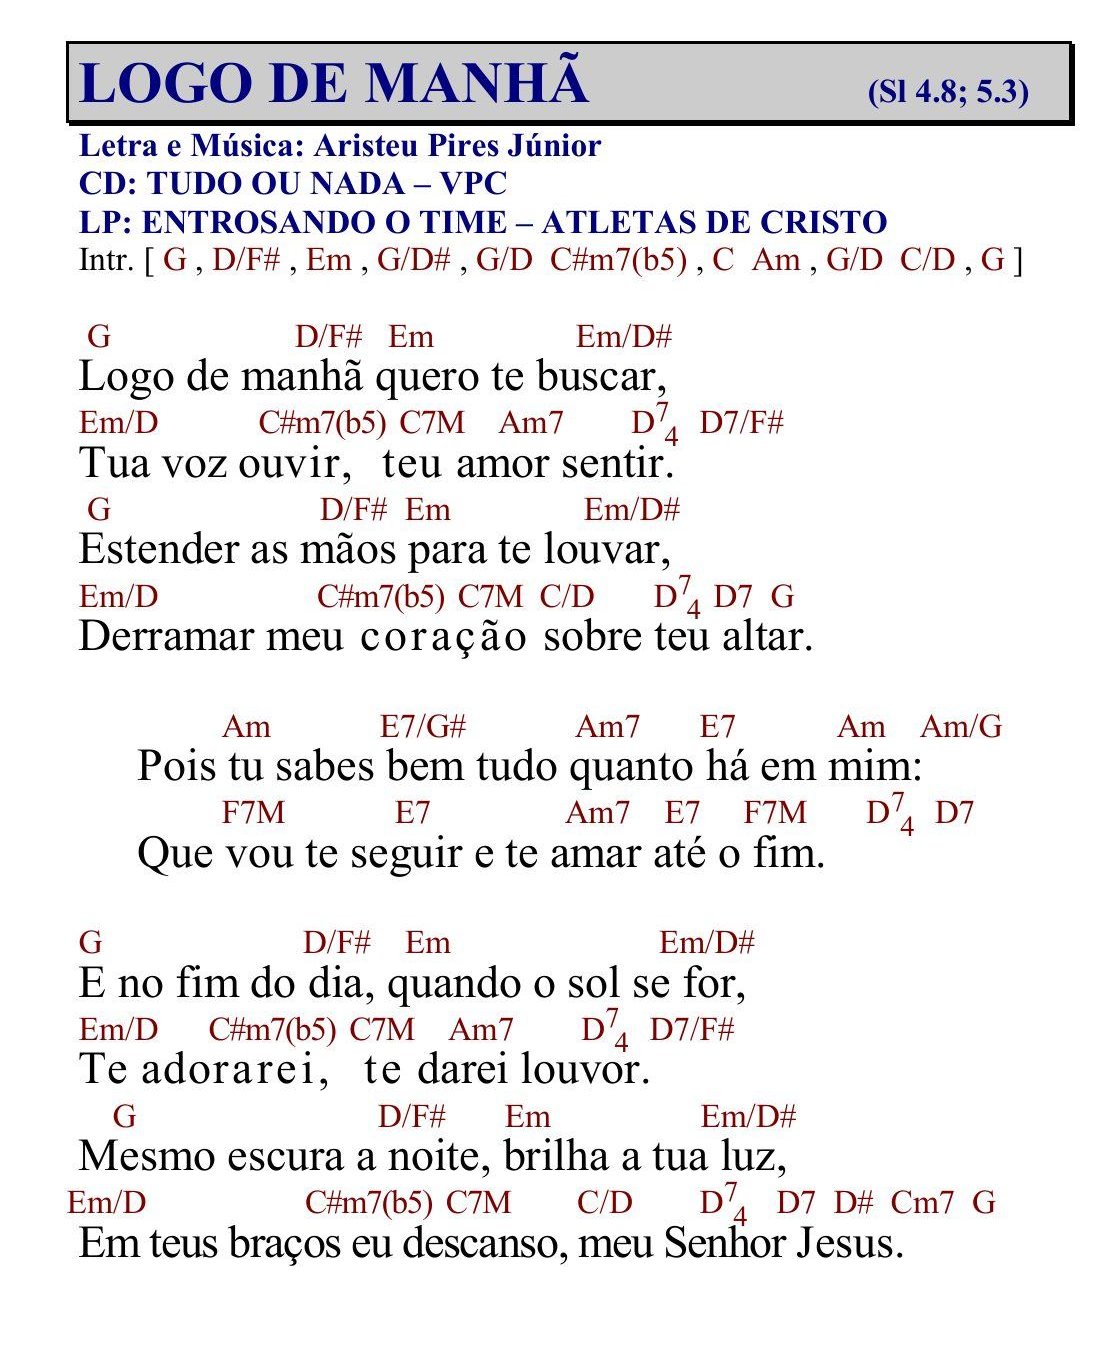 LOGO DE MANHÃ (Sl 4.8; 5.3)
Letra e Música: Aristeu Pires Júnior
CD: TUDO OU NADA – VPC
LP: ENTROSANDO O TIME – ATLETAS DE CRISTO
Intr. [ G , D/F# , Em , G/D# , G/D C#m7(b5) , C Am , G/D C/D , G ]
G D/F# Em Em/D#
Logo de manhã quero te buscar,
Em/D C#m7(b5) C7M Am7 D7/4 D7/F#
Tua voz ouvir, teu amor sentir.
G D/F# Em Em/D#
Estender as mãos para te louvar,
Em/D C#m7(b5) C7M C/D D7/4 D7 G
Derramar meu coração sobre teu altar.
Am E7/G# Am7 E7 Am Am/G
Pois tu sabes bem tudo quanto há em mim:
F7M E7 Am7 E7 F7M D7/4 D7
Que vou te seguir e te amar até o fim.
G D/F# Em Em/D#
E no fim do dia, quando o sol se for,
Em/D C#m7(b5) C7M Am7 D7/4 D7/F#
Te adorarei, te darei louvor.
G D/F# Em Em/D#
Mesmo escura a noite, brilha a tua luz,
Em/D C#m7(b5) C7M C/D D7/4 D7 D# Cm7 G
Em teus braços eu descanso, meu Senhor Jesus.